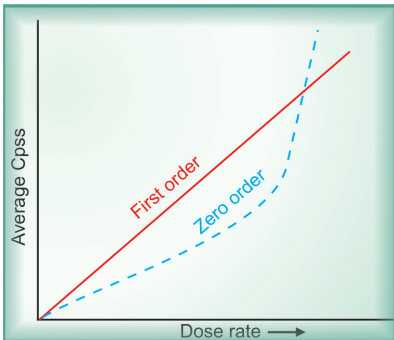 Average Cpss
First order
Zero order
Dose rate